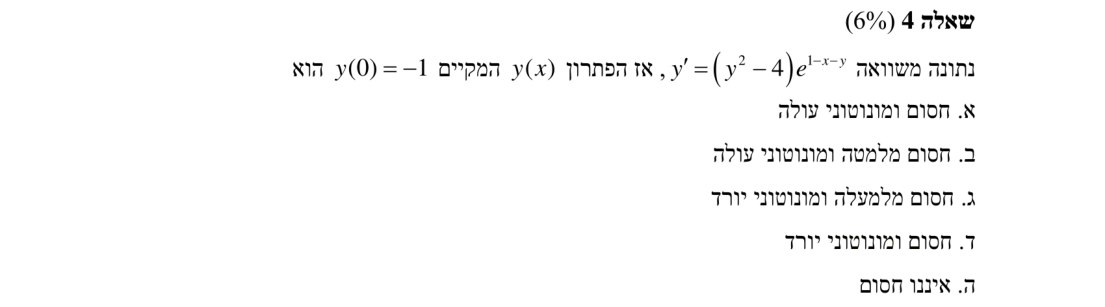 שאלה 4 (6%)
נתונה משוואה y′ = (y² − 4)e^{1−x−y} , אז הפתרון y(x) המקיים y(0) = −1 הוא
א. חסום ומונוטוני עולה
ב. חסום מלמטה ומונוטוני עולה
ג. חסום מלמעלה ומונוטוני יורד
ד. חסום ומונוטוני יורד
ה. איננו חסום